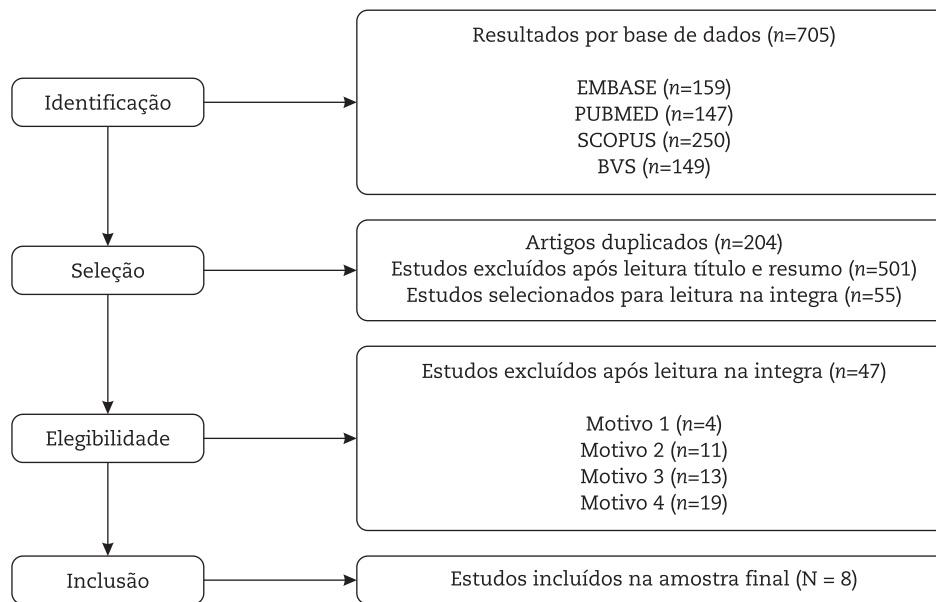 Identificação
Resultados por base de dados (n=705)
EMBASE (n=159)
PUBMED (n=147)
SCOPUS (n=250)
BVS (n=149)
Seleção
Artigos duplicados (n=204)
Estudos excluídos após leitura título e resumo (n=501)
Estudos selecionados para leitura na integra (n=55)
Elegibilidade
Estudos excluídos após leitura na integra (n=47)
Motivo 1 (n=4)
Motivo 2 (n=11)
Motivo 3 (n=13)
Motivo 4 (n=19)
Inclusão
Estudos incluídos na amostra final (N = 8)